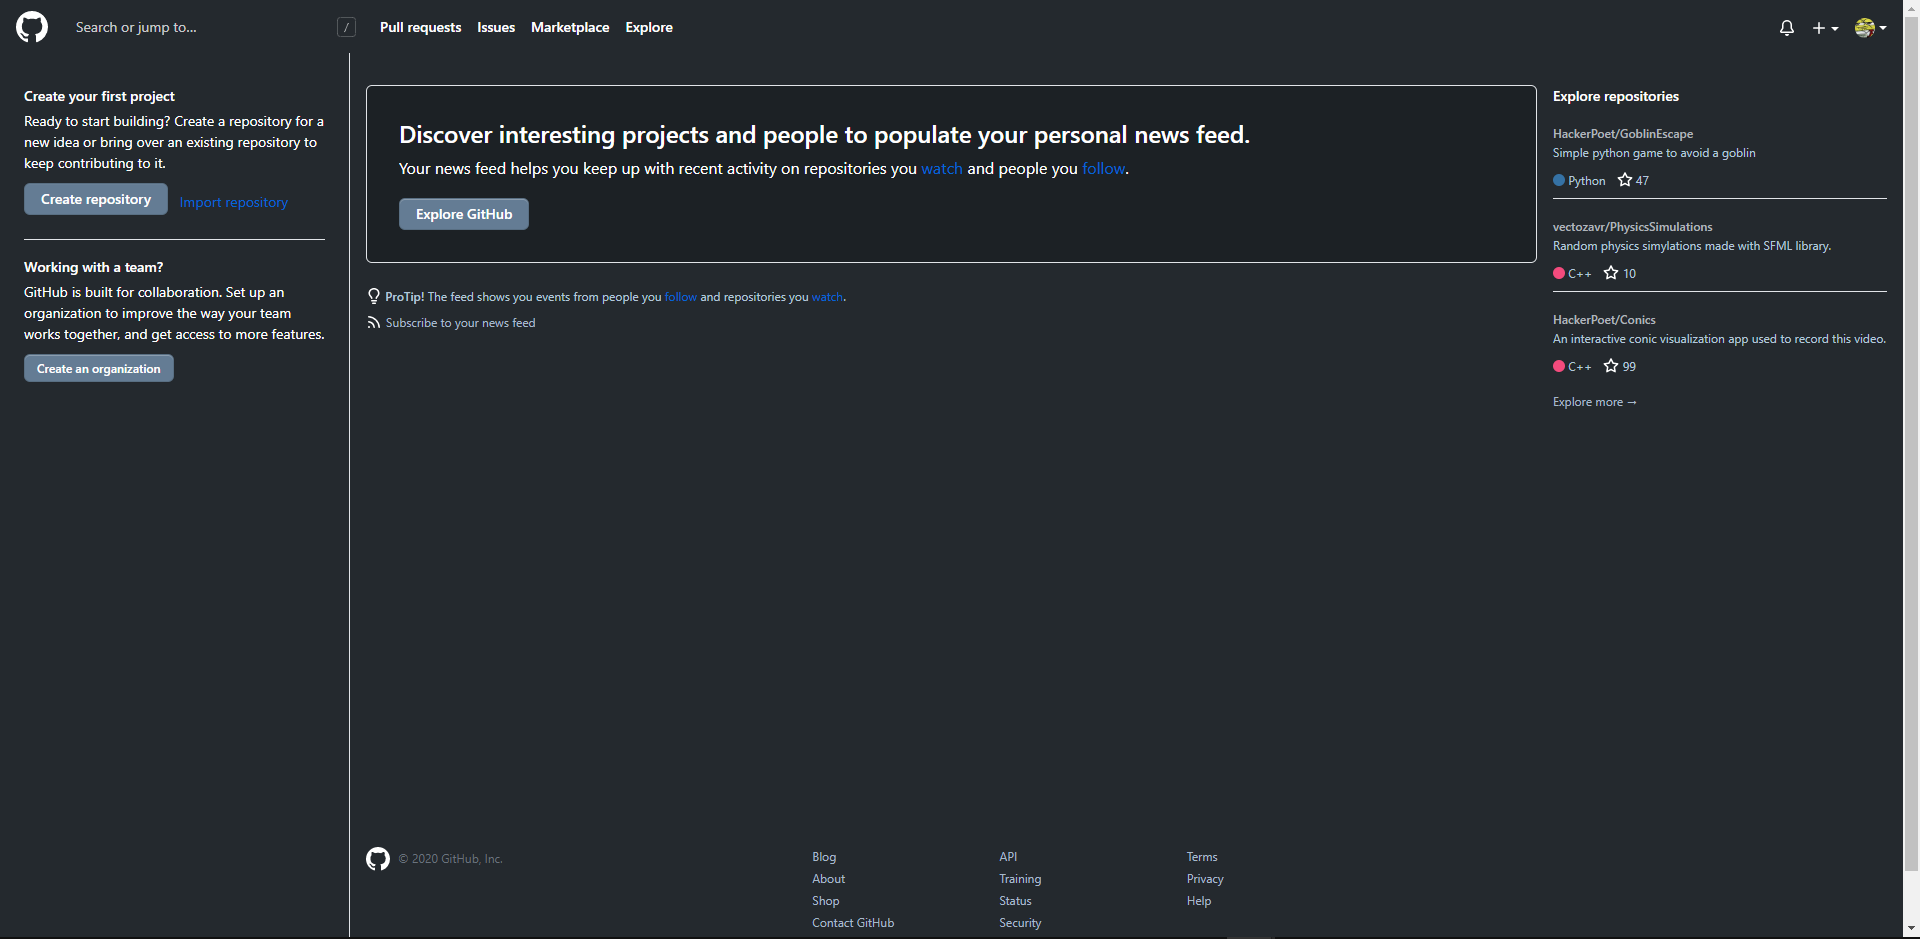 Search or jump to...
/
Pull requests
Issues
Marketplace
Explore
Create your first project
Ready to start building? Create a repository for a
new idea or bring over an existing repository to
keep contributing to it.
Create repository
Import repository
Working with a team?
GitHub is built for collaboration. Set up an
organization to improve the way your team
works together, and get access to more features.
Create an organization
Discover interesting projects and people to populate your personal news feed.
Your news feed helps you keep up with recent activity on repositories you watch and people you follow.
Explore GitHub
ProTip! The feed shows you events from people you follow and repositories you watch.
Subscribe to your news feed
Explore repositories
HackerPoet/GoblinEscape
Simple python game to avoid a goblin
Python 47
vectozavr/PhysicsSimulations
Random physics simylations made with SFML library.
C++ 10
HackerPoet/Conics
An interactive conic visualization app used to record this video.
C++ 99
Explore more →
© 2020 GitHub, Inc.
Blog
About
Shop
Contact GitHub
API
Training
Status
Security
Terms
Privacy
Help